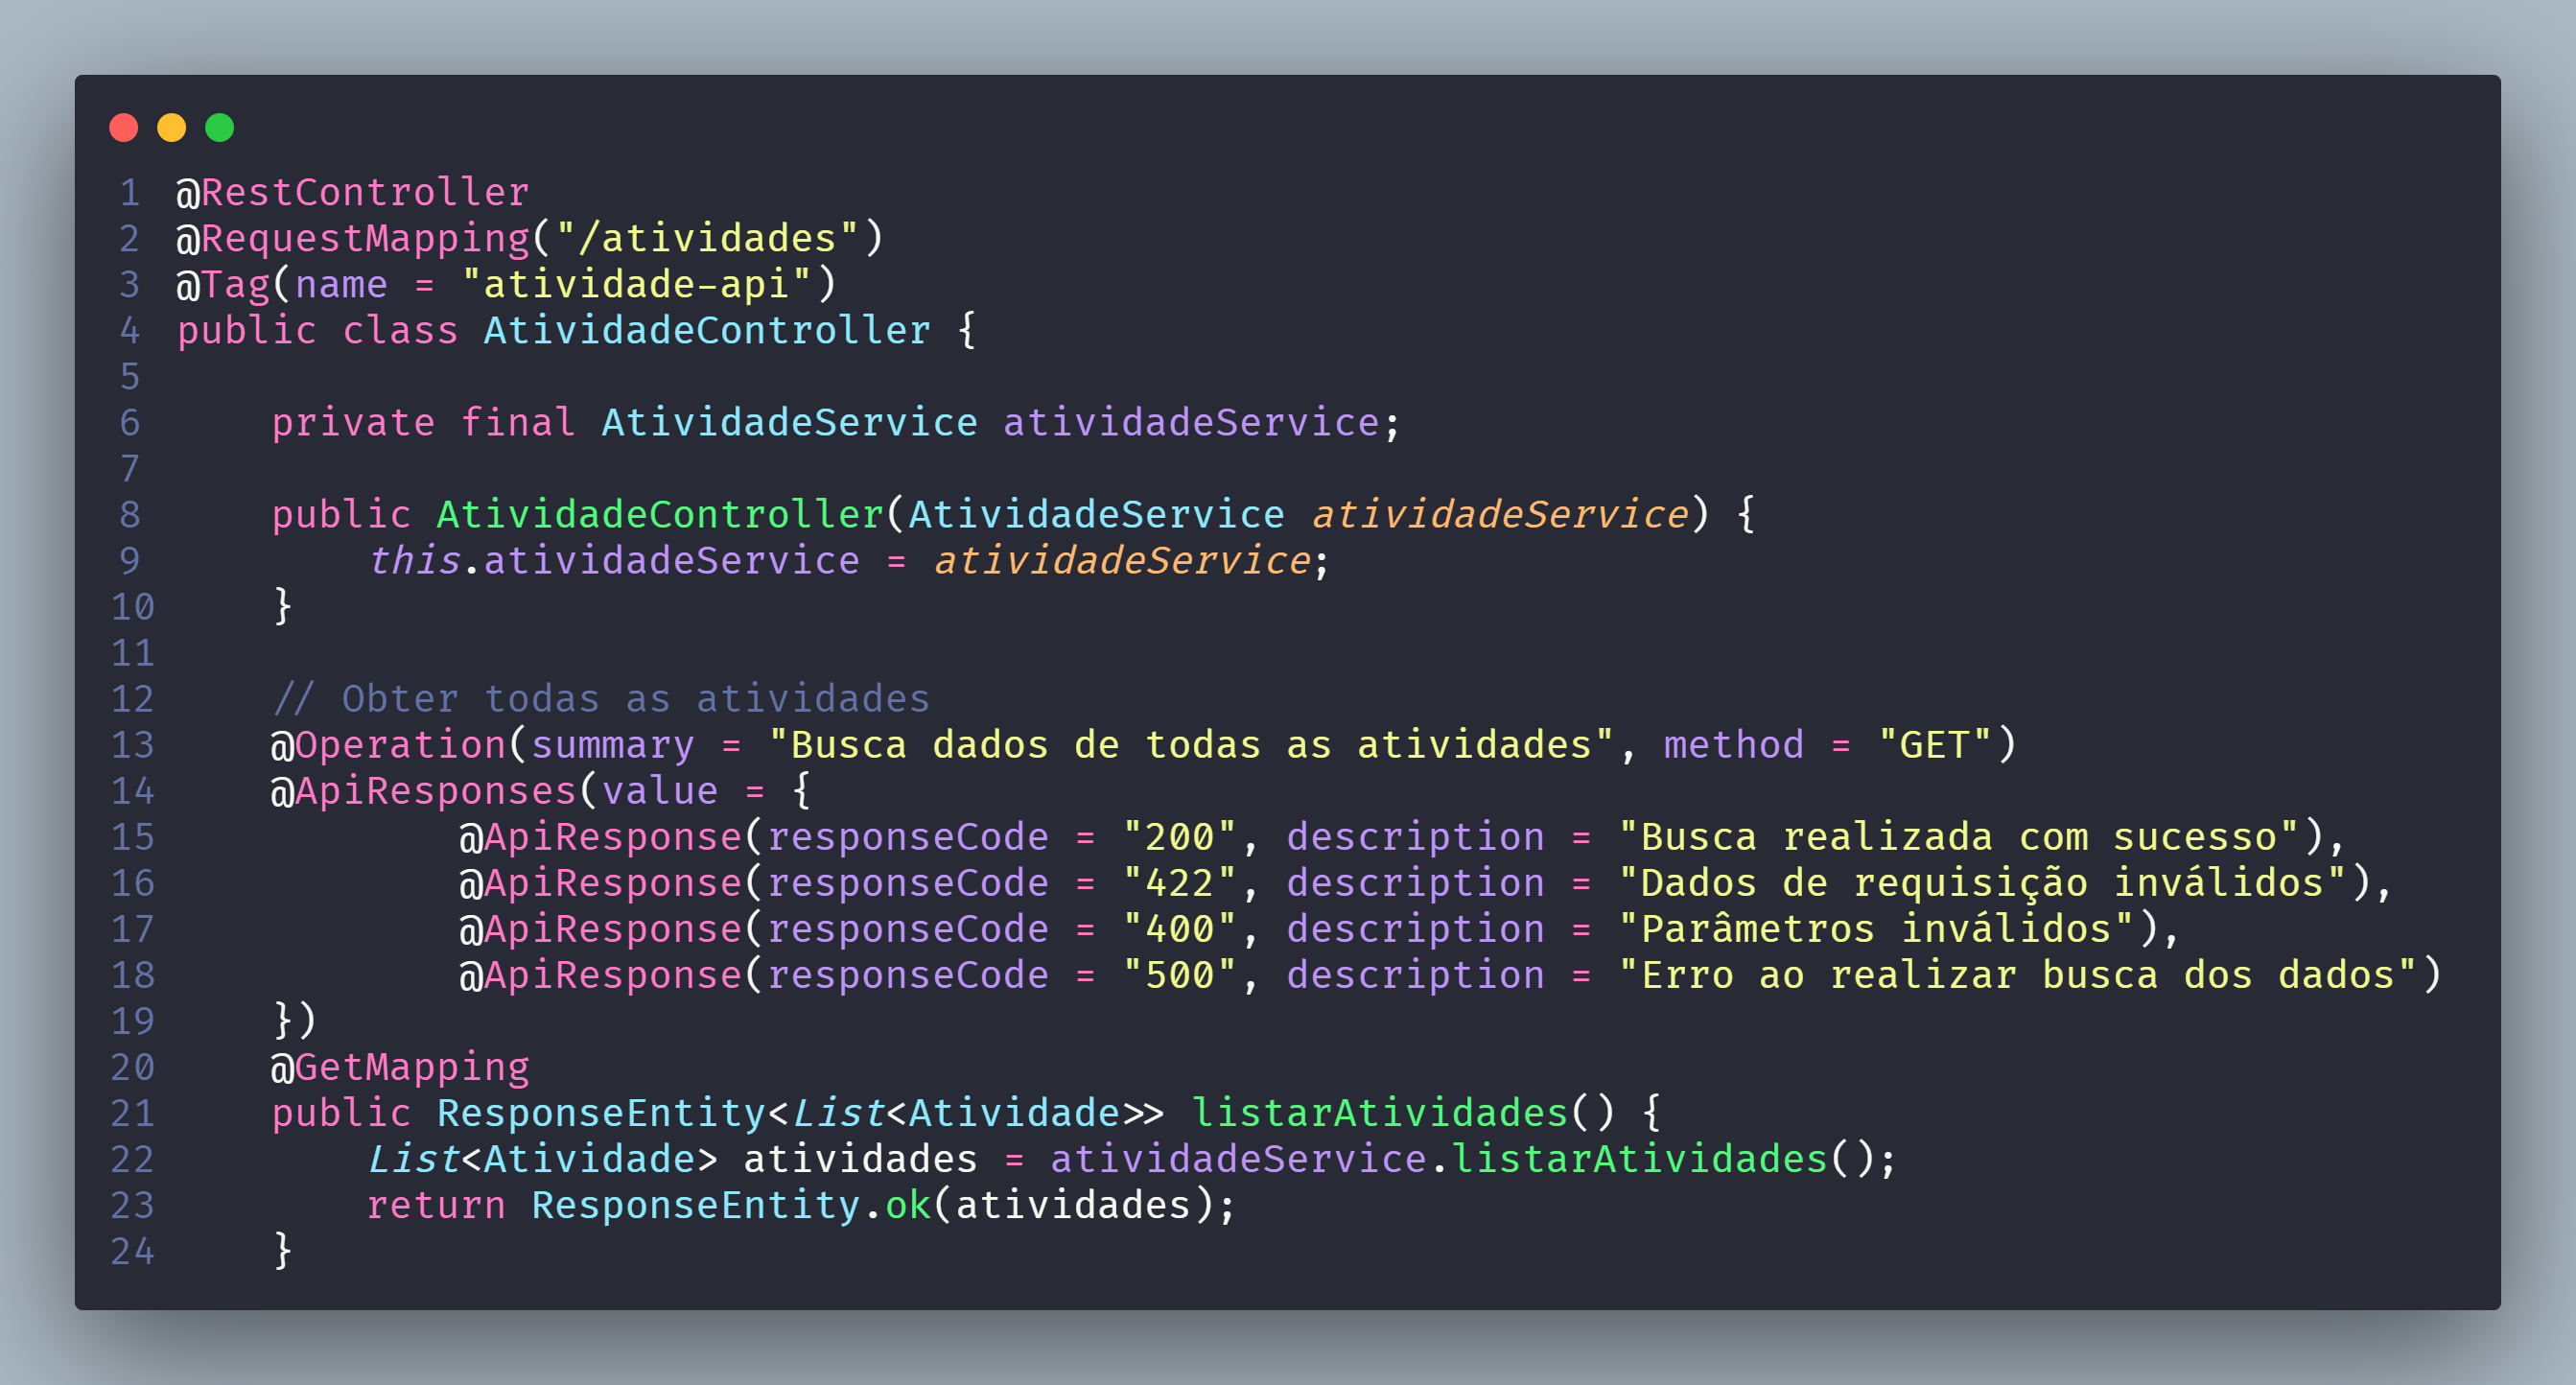 1 @RestController
2 @RequestMapping("/atividades")
3 @Tag(name = "atividade-api")
4 public class AtividadeController {
5
6     private final AtividadeService atividadeService;
7
8     public AtividadeController(AtividadeService atividadeService) {
9         this.atividadeService = atividadeService;
10     }
11
12     // Obter todas as atividades
13     @Operation(summary = "Busca dados de todas as atividades", method = "GET")
14     @ApiResponses(value = {
15             @ApiResponse(responseCode = "200", description = "Busca realizada com sucesso"),
16             @ApiResponse(responseCode = "422", description = "Dados de requisição inválidos"),
17             @ApiResponse(responseCode = "400", description = "Parâmetros inválidos"),
18             @ApiResponse(responseCode = "500", description = "Erro ao realizar busca dos dados")
19     })
20     @GetMapping
21     public ResponseEntity<List<Atividade>> listarAtividades() {
22         List<Atividade> atividades = atividadeService.listarAtividades();
23         return ResponseEntity.ok(atividades);
24     }